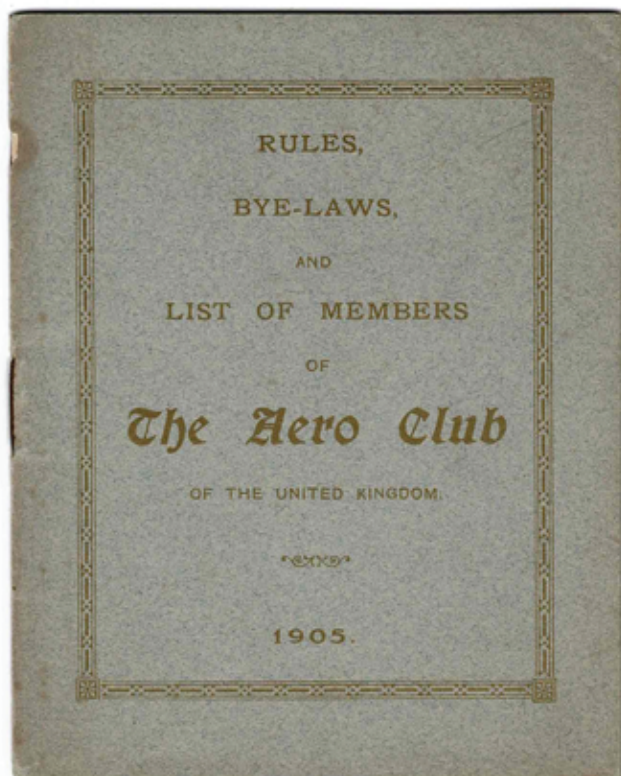 RULES,
BYE-LAWS,
AND
LIST OF MEMBERS
OF
The Aero Club
OF THE UNITED KINGDOM.
1905.